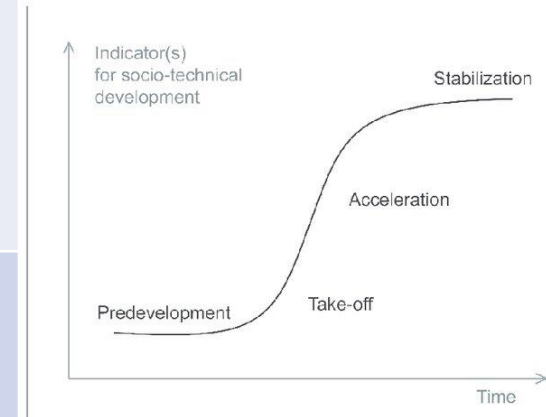 Indicator(s)
for socio-technical
development
Stabilization
Acceleration
Predevelopment
Take-off
Time